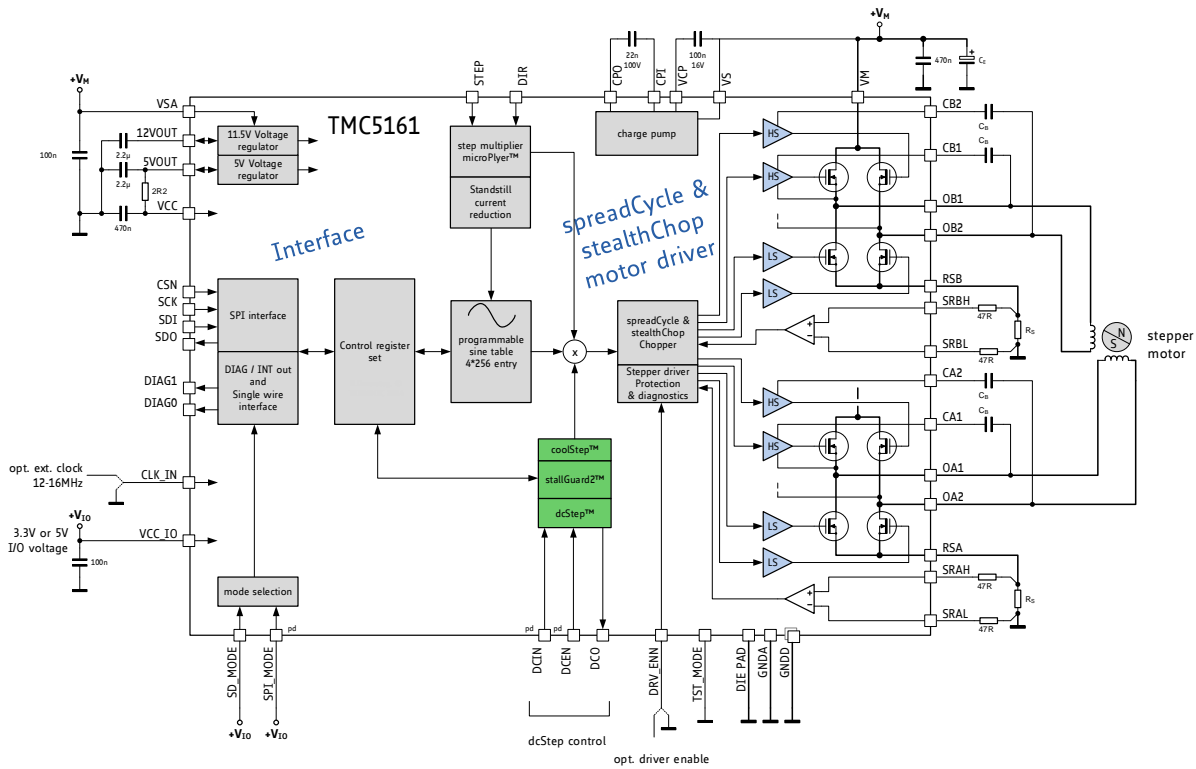 +VM
+VM
22n
100V
100n
16V
470n
CE
STEP
DIR
CPO
CPI
VCP
VS
VM
VSA
12VOUT
5VOUT
VCC
100n
2.2µ
2.2µ
2R2
470n
TMC5161
11.5V Voltage
regulator
5V Voltage
regulator
step multiplier
microPlyer™
Standstill
current
reduction
charge pump
Interface
spreadCycle &
stealthChop
motor driver
CSN
SCK
SDI
SDO
DIAG1
DIAG0
SPI interface
DIAG / INT out
and
Single wire
interface
Control register
set
programmable
sine table
4*256 entry
x
spreadCycle &
stealthChop
Chopper
Stepper driver
Protection
& diagnostics
coolStep™
stallGuard2™
dcStep™
HS
HS
LS
LS
+
−
HS
HS
LS
LS
+
−
CB2
CB
CB1
CB
OB1
OB2
RSB
SRBH
47R
RS
SRBL
47R
N
S
stepper
motor
CA2
CB
CA1
CB
OA1
OA2
RSA
SRAH
47R
RS
SRAL
47R
opt. ext. clock
12-16MHz
CLK_IN
+VIO
3.3V or 5V
I/O voltage
VCC_IO
100n
mode selection
pd
pd
pd
SD_MODE
SPI_MODE
DCIN
DCEN
DCO
DRV_ENN
TST_MODE
DIE PAD
GNDA
GNDD
+VIO
+VIO
dcStep control
opt. driver enable